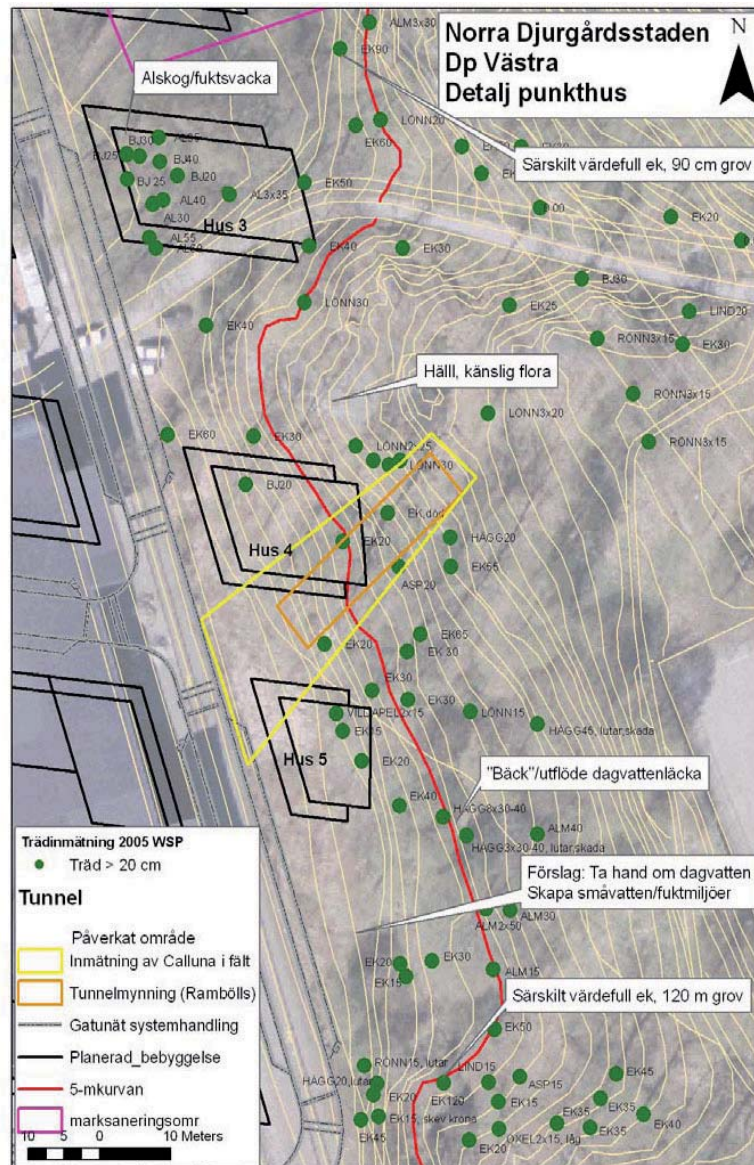 Norra Djurgårdsstaden
Dp Västra
Detalj punkthus
N
ALM3x30
EK90
Alskog/fuktsvacka
LÖNN20
EK60
Särskilt värdefull ek, 90 cm grov
BJ30
BJ25
BJ40
BJ 25
BJ20
AL3x35
EK50
AL40
AL30
Hus 3
AL55
EK20
EK40
EK30
BJ30
LÖNN30
EK25
LIND20
EK40
RÖNN3x15
EK30
Hälll, känslig flora
RÖNN3x15
LÖNN3x20
EK60
EK30
LÖNN2x25
RÖNN3x15
LÖNN30
BJ20
EK,död
Hus 4
EK20
HÄGG20
ASP20
EK55
EK65
EK20
EK 30
EK30
EK30
VILDAPEL2x15
LÖNN15
EK15
HÄGG45, lutar,skada
Hus 5
EK20
"Bäck"/utflöde dagvattenläcka
EK40
HÄGG8x30-40
ALM40
HÄGG3x30-40, lutar,skada
Förslag: Ta hand om dagvatten
Skapa småvatten/fuktmiljöer
ALM30
ALM2x50
EK20
EK30
EK15
ALM15
Särskilt värdefull ek, 120 m grov
EK50
RÖNN15, lutar
LIND15
HÄGG20,lutar
ASP15
EK45
EK20
EK120
EK15
EK35
EK15, skev krona
EK35
EK40
EK45
OXEL2x15, låg
EK35
EK20
Trädinmätning 2005 WSP
Träd > 20 cm
Tunnel
Påverkat område
Inmätning av Calluna i fält
Tunnelmynning (Rambölls)
Gatunät systemhandling
Planerad_bebyggelse
5-mkurvan
marksaneringsomr
10 5 0 10 Meters